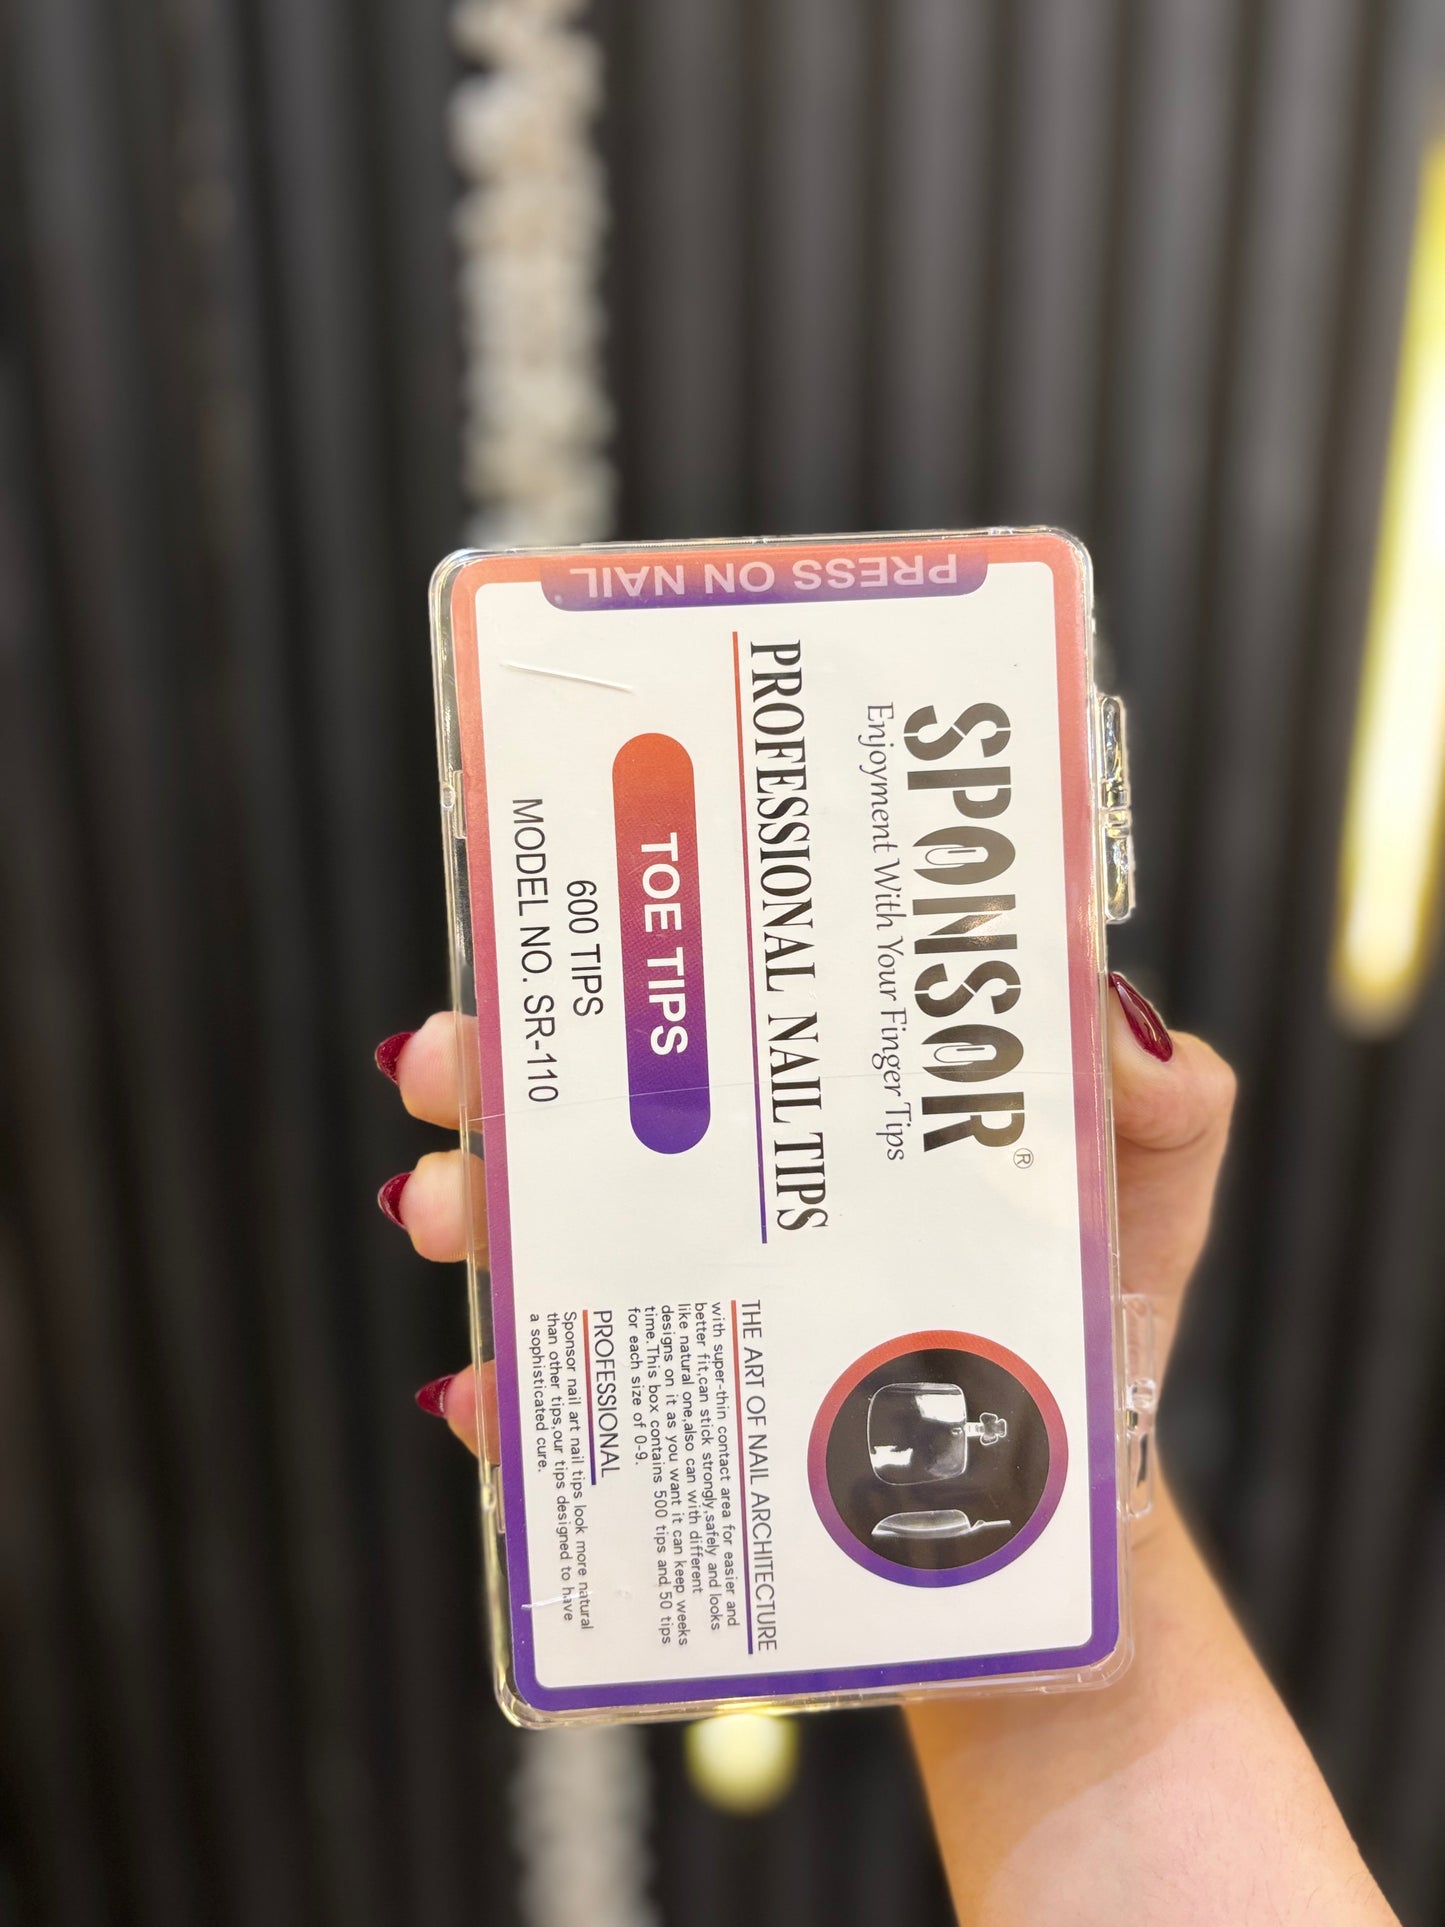 PRESS ON NAIL
SPONSOR®
Enjoyment With Your Finger Tips
PROFESSIONAL NAIL TIPS
TOE TIPS
600 TIPS
MODEL NO. SR-110
THE ART OF NAIL ARCHITECTURE
with super-thin contact area for easier and
better fit,can stick strongly,safely and looks
like natural one,also can with different
designs on it as you want it can keep weeks
time.This box contains 500 tips and 50 tips
for each size of 0-9.
PROFESSIONAL
Sponsor nail art nail tips look more natural
than other tips,our tips designed to have
a sophisticated cure.